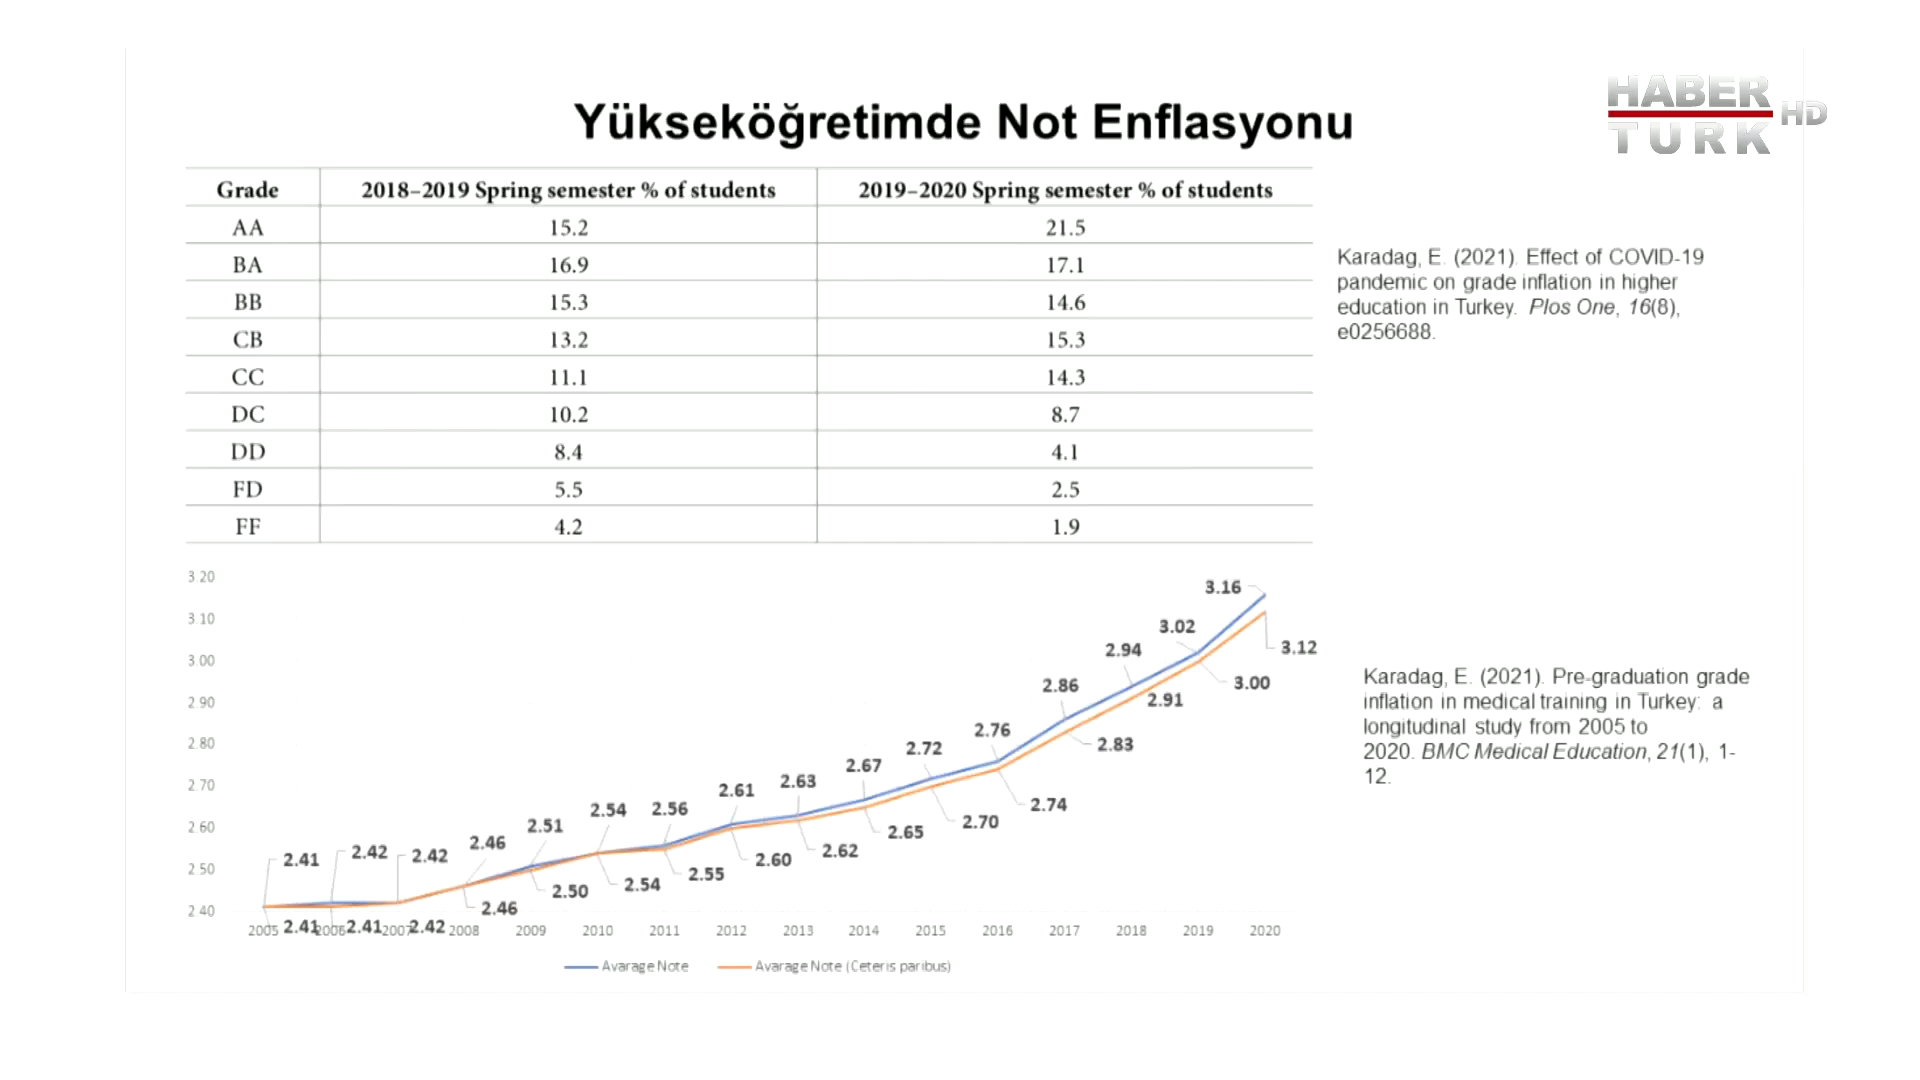 HABER
TURK HD
Yükseköğretimde Not Enflasyonu
Grade 2018–2019 Spring semester % of students 2019–2020 Spring semester % of students
AA 15.2 21.5
BA 16.9 17.1
BB 15.3 14.6
CB 13.2 15.3
CC 11.1 14.3
DC 10.2 8.7
DD 8.4 4.1
FD 5.5 2.5
FF 4.2 1.9
Karadag, E. (2021). Effect of COVID-19
pandemic on grade inflation in higher
education in Turkey. Plos One, 16(8),
e0256688.
3.20
3.10
3.00
2.90
2.80
2.70
2.60
2.50
2.40
2.41 2.42 2.42 2.46 2.51 2.54 2.56 2.61 2.63 2.67 2.72 2.76 2.86 2.94 3.02 3.16
2.41 2.41 2.42 2.46 2.50 2.54 2.55 2.60 2.62 2.65 2.70 2.74 2.83 2.91 3.00 3.12
2005 2006 2007 2008 2009 2010 2011 2012 2013 2014 2015 2016 2017 2018 2019 2020
Avarage Note Avarage Note (Ceteris paribus)
Karadag, E. (2021). Pre-graduation grade
inflation in medical training in Turkey: a
longitudinal study from 2005 to
2020. BMC Medical Education, 21(1), 1-
12.